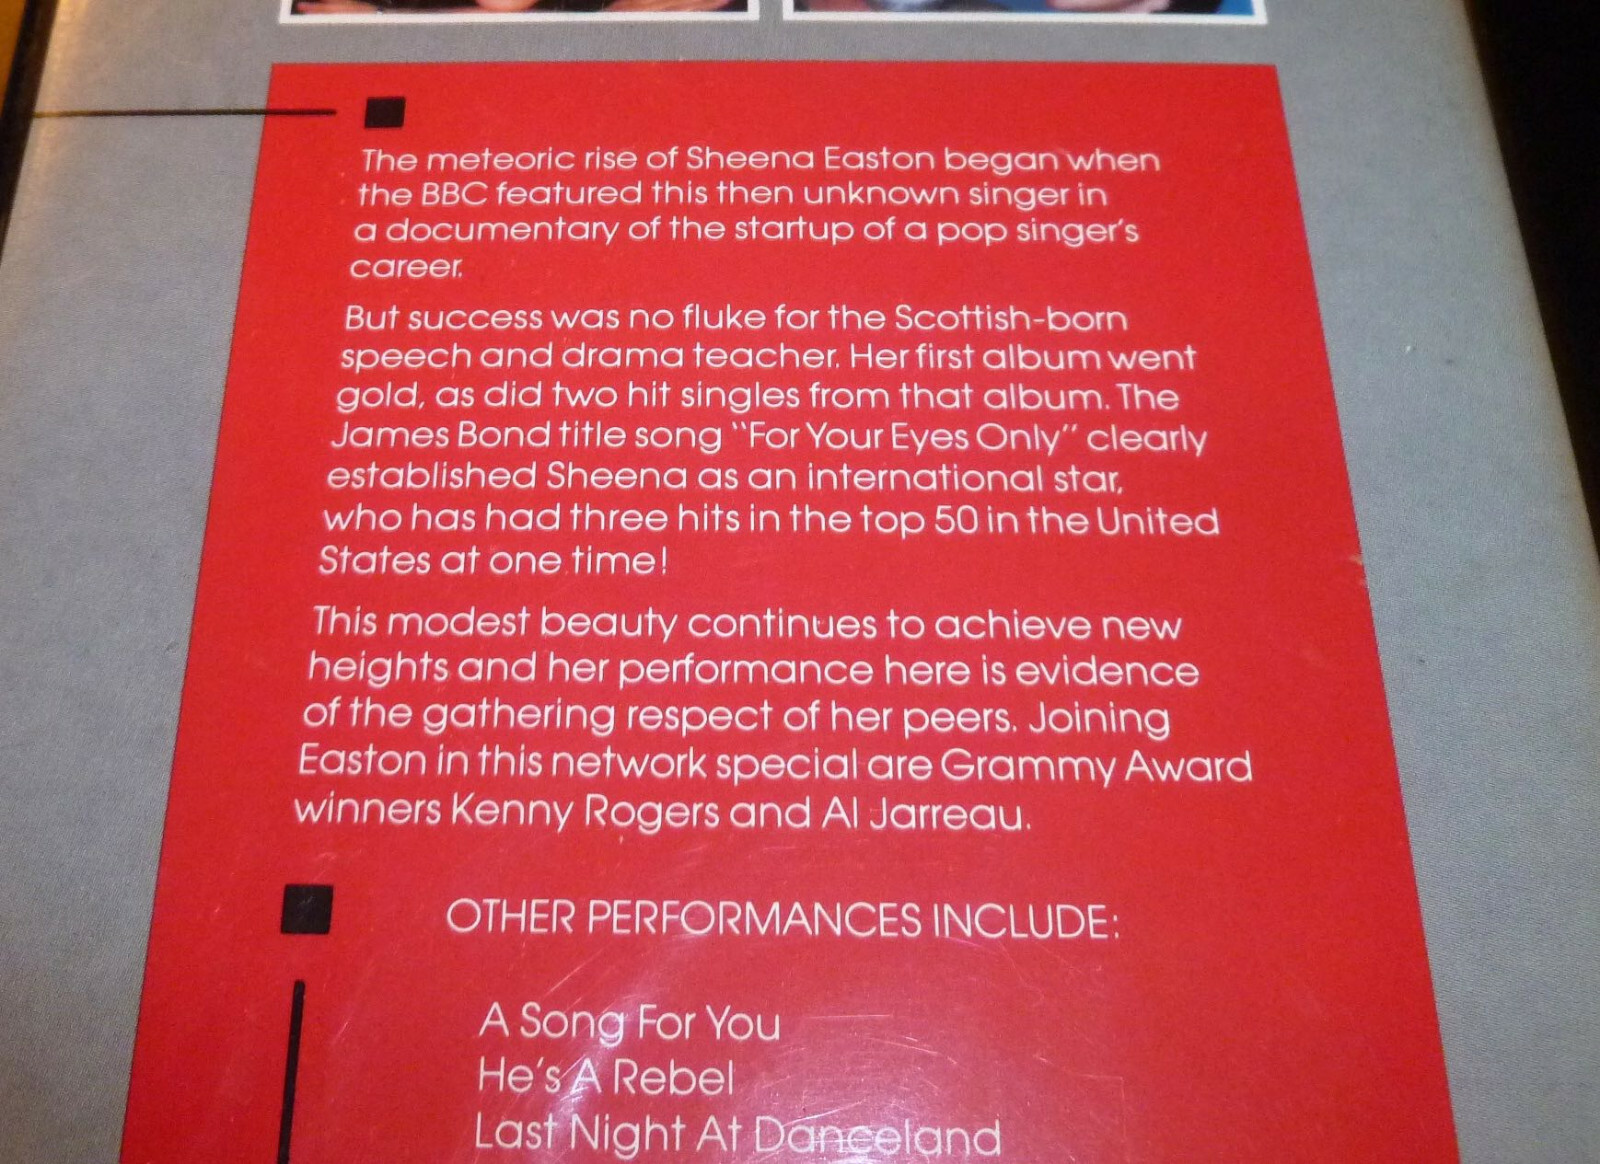 The meteoric rise of Sheena Easton began when
the BBC featured this then unknown singer in
a documentary of the startup of a pop singer's
career.
But success was no fluke for the Scottish-born
speech and drama teacher. Her first album went
gold, as did two hit singles from that album. The
James Bond title song "For Your Eyes Only" clearly
established Sheena as an international star,
who has had three hits in the top 50 in the United
States at one time!
This modest beauty continues to achieve new
heights and her performance here is evidence
of the gathering respect of her peers. Joining
Easton in this network special are Grammy Award
winners Kenny Rogers and Al Jarreau.
OTHER PERFORMANCES INCLUDE:
A Song For You
He's A Rebel
Last Night At Danceland